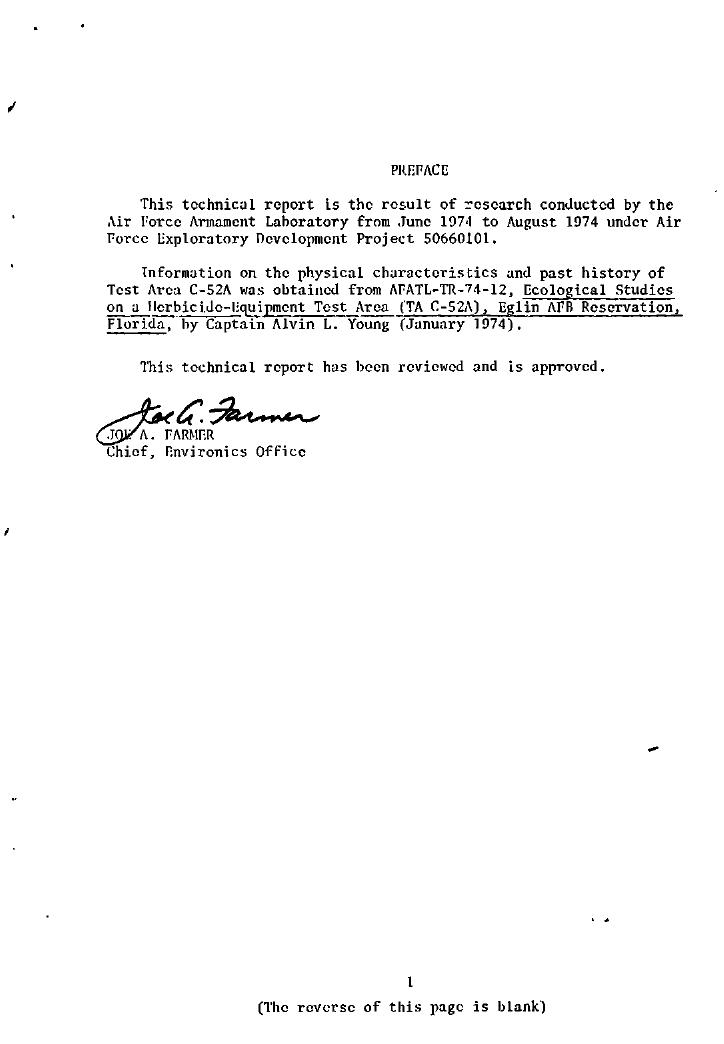 PREFACE
This technical report is the result of research conducted by the
Air Force Armament Laboratory from June 1974 to August 1974 under Air
Force Exploratory Development Project 50660101.
Information on the physical characteristics and past history of
Test Area C-52A was obtained from AFATL-TR-74-12, Ecological Studies
on a Herbicide-Equipment Test Area (TA C-52A), Eglin AFB Reservation,
Florida, by Captain Alvin L. Young (January 1974).
This technical report has been reviewed and is approved.
Joe A. Farmer
JOE A. FARMER
Chief, Environics Office
1
(The reverse of this page is blank)